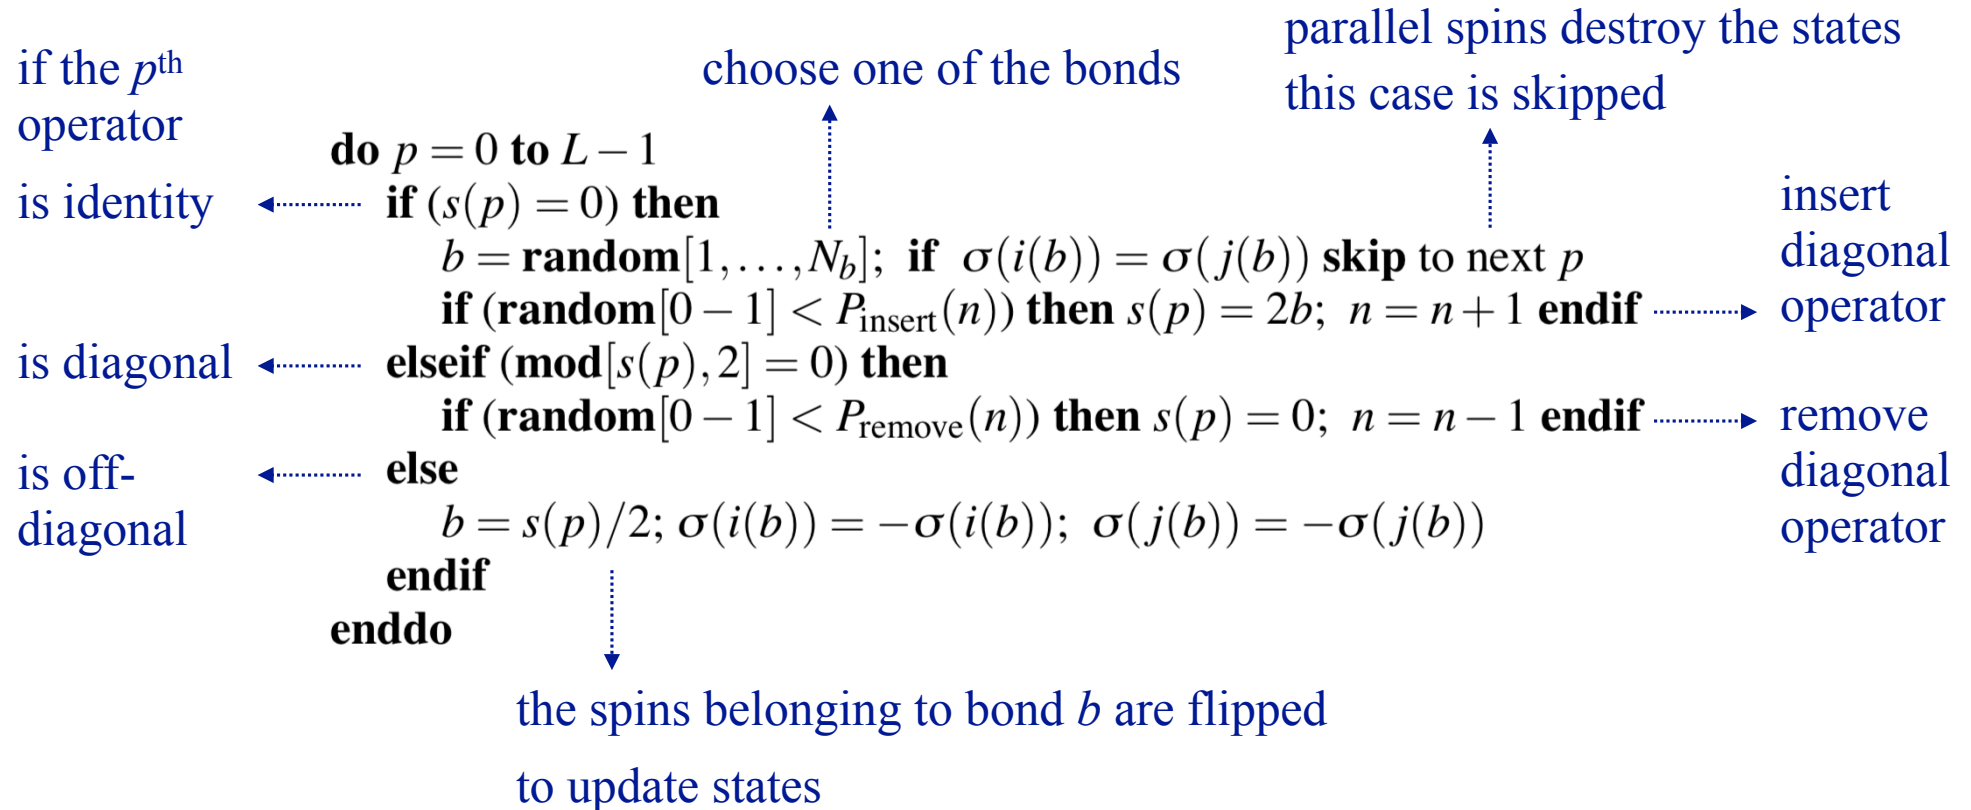 parallel spins destroy the states
this case is skipped
if the pth
operator
choose one of the bonds
do p = 0 to L − 1
is identity
if (s(p) = 0) then
b = random[1,…,Nb]; if σ(i(b)) = σ(j(b)) skip to next p
if (random[0 − 1] < Pinsert(n)) then s(p) = 2b; n = n + 1 endif
insert
diagonal
operator
is diagonal
elseif (mod[s(p), 2] = 0) then
if (random[0 − 1] < Premove(n)) then s(p) = 0; n = n − 1 endif
remove
diagonal
operator
is off-
diagonal
else
b = s(p)/2; σ(i(b)) = −σ(i(b)); σ(j(b)) = −σ(j(b))
endif
enddo
the spins belonging to bond b are flipped
to update states